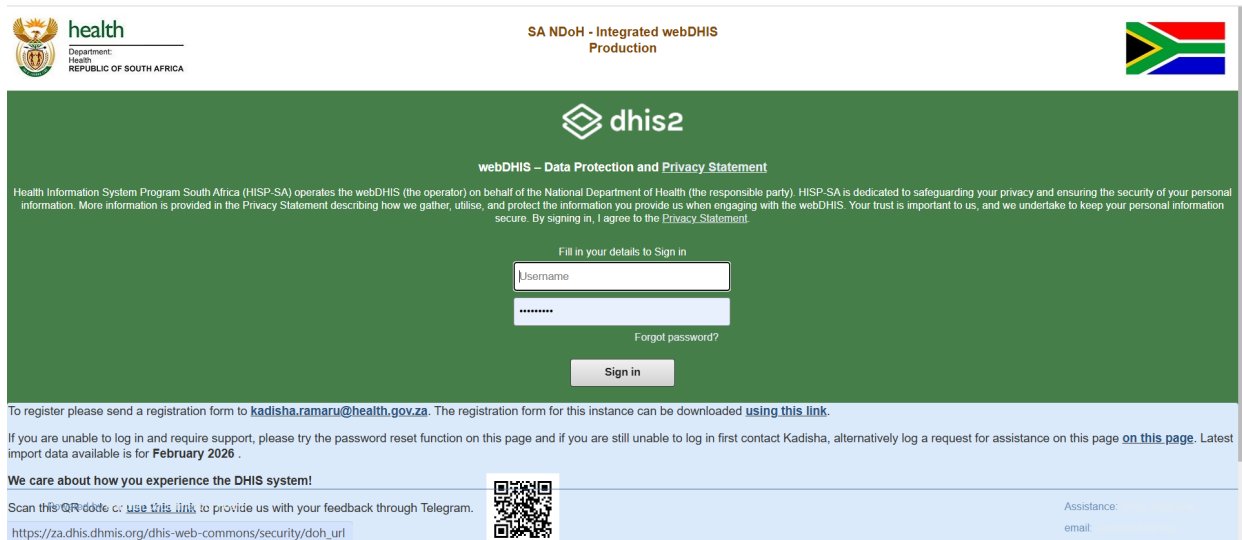 health
Department:
Health
REPUBLIC OF SOUTH AFRICA
SA NDoH - Integrated webDHIS
Production
dhis2
webDHIS – Data Protection and Privacy Statement
Health Information System Program South Africa (HISP-SA) operates the webDHIS (the operator) on behalf of the National Department of Health (the responsible party). HISP-SA is dedicated to safeguarding your privacy and ensuring the security of your personal
information. More information is provided in the Privacy Statement describing how we gather, utilise, and protect the information you provide us when engaging with the webDHIS. Your trust is important to us, and we undertake to keep your personal information
secure. By signing in, I agree to the Privacy Statement.
Fill in your details to Sign in
Username
•••••••••
Forgot password?
Sign in
To register please send a registration form to kadisha.ramaru@health.gov.za. The registration form for this instance can be downloaded using this link.
If you are unable to log in and require support, please try the password reset function on this page and if you are still unable to log in first contact Kadisha, alternatively log a request for assistance on this page on this page. Latest
import data available is for February 2026 .
We care about how you experience the DHIS system!
Scan the QR code or use this link to provide us with your feedback through Telegram.
Assistance:
https://za.dhis.dhmis.org/dhis-web-commons/security/doh_url
email: